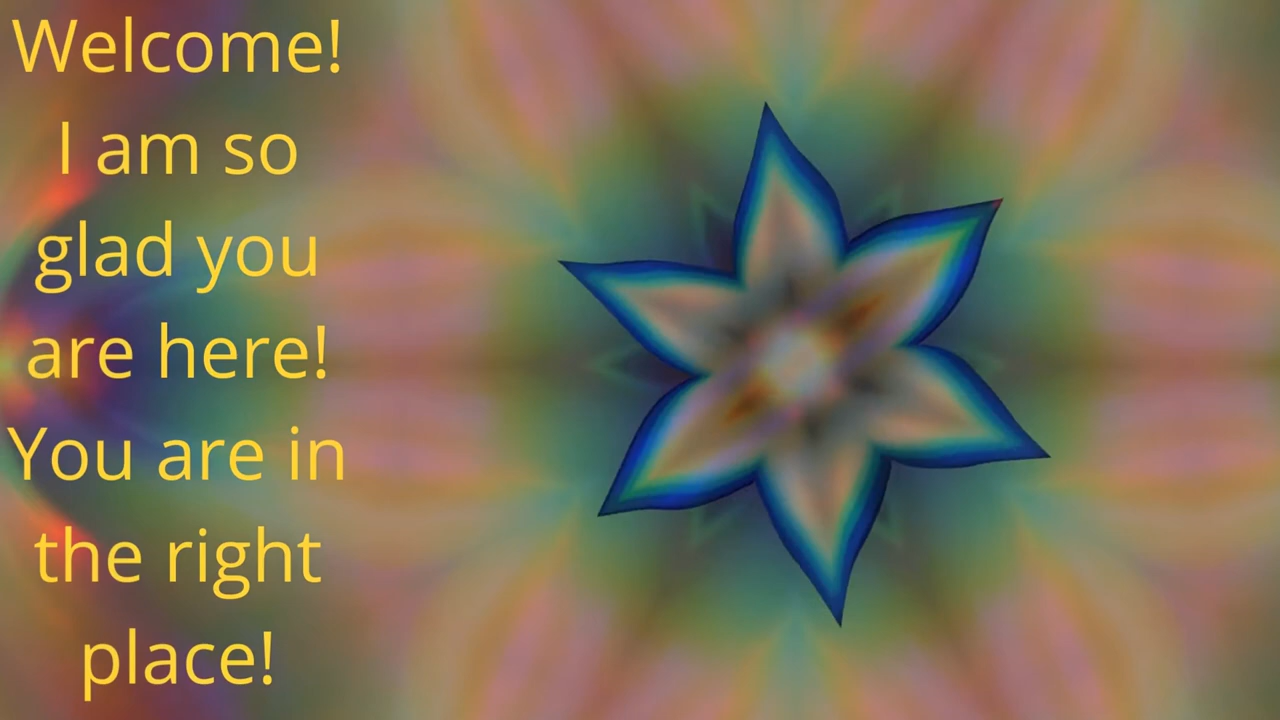 Welcome!
I am so
glad you
are here!
You are in
the right
place!